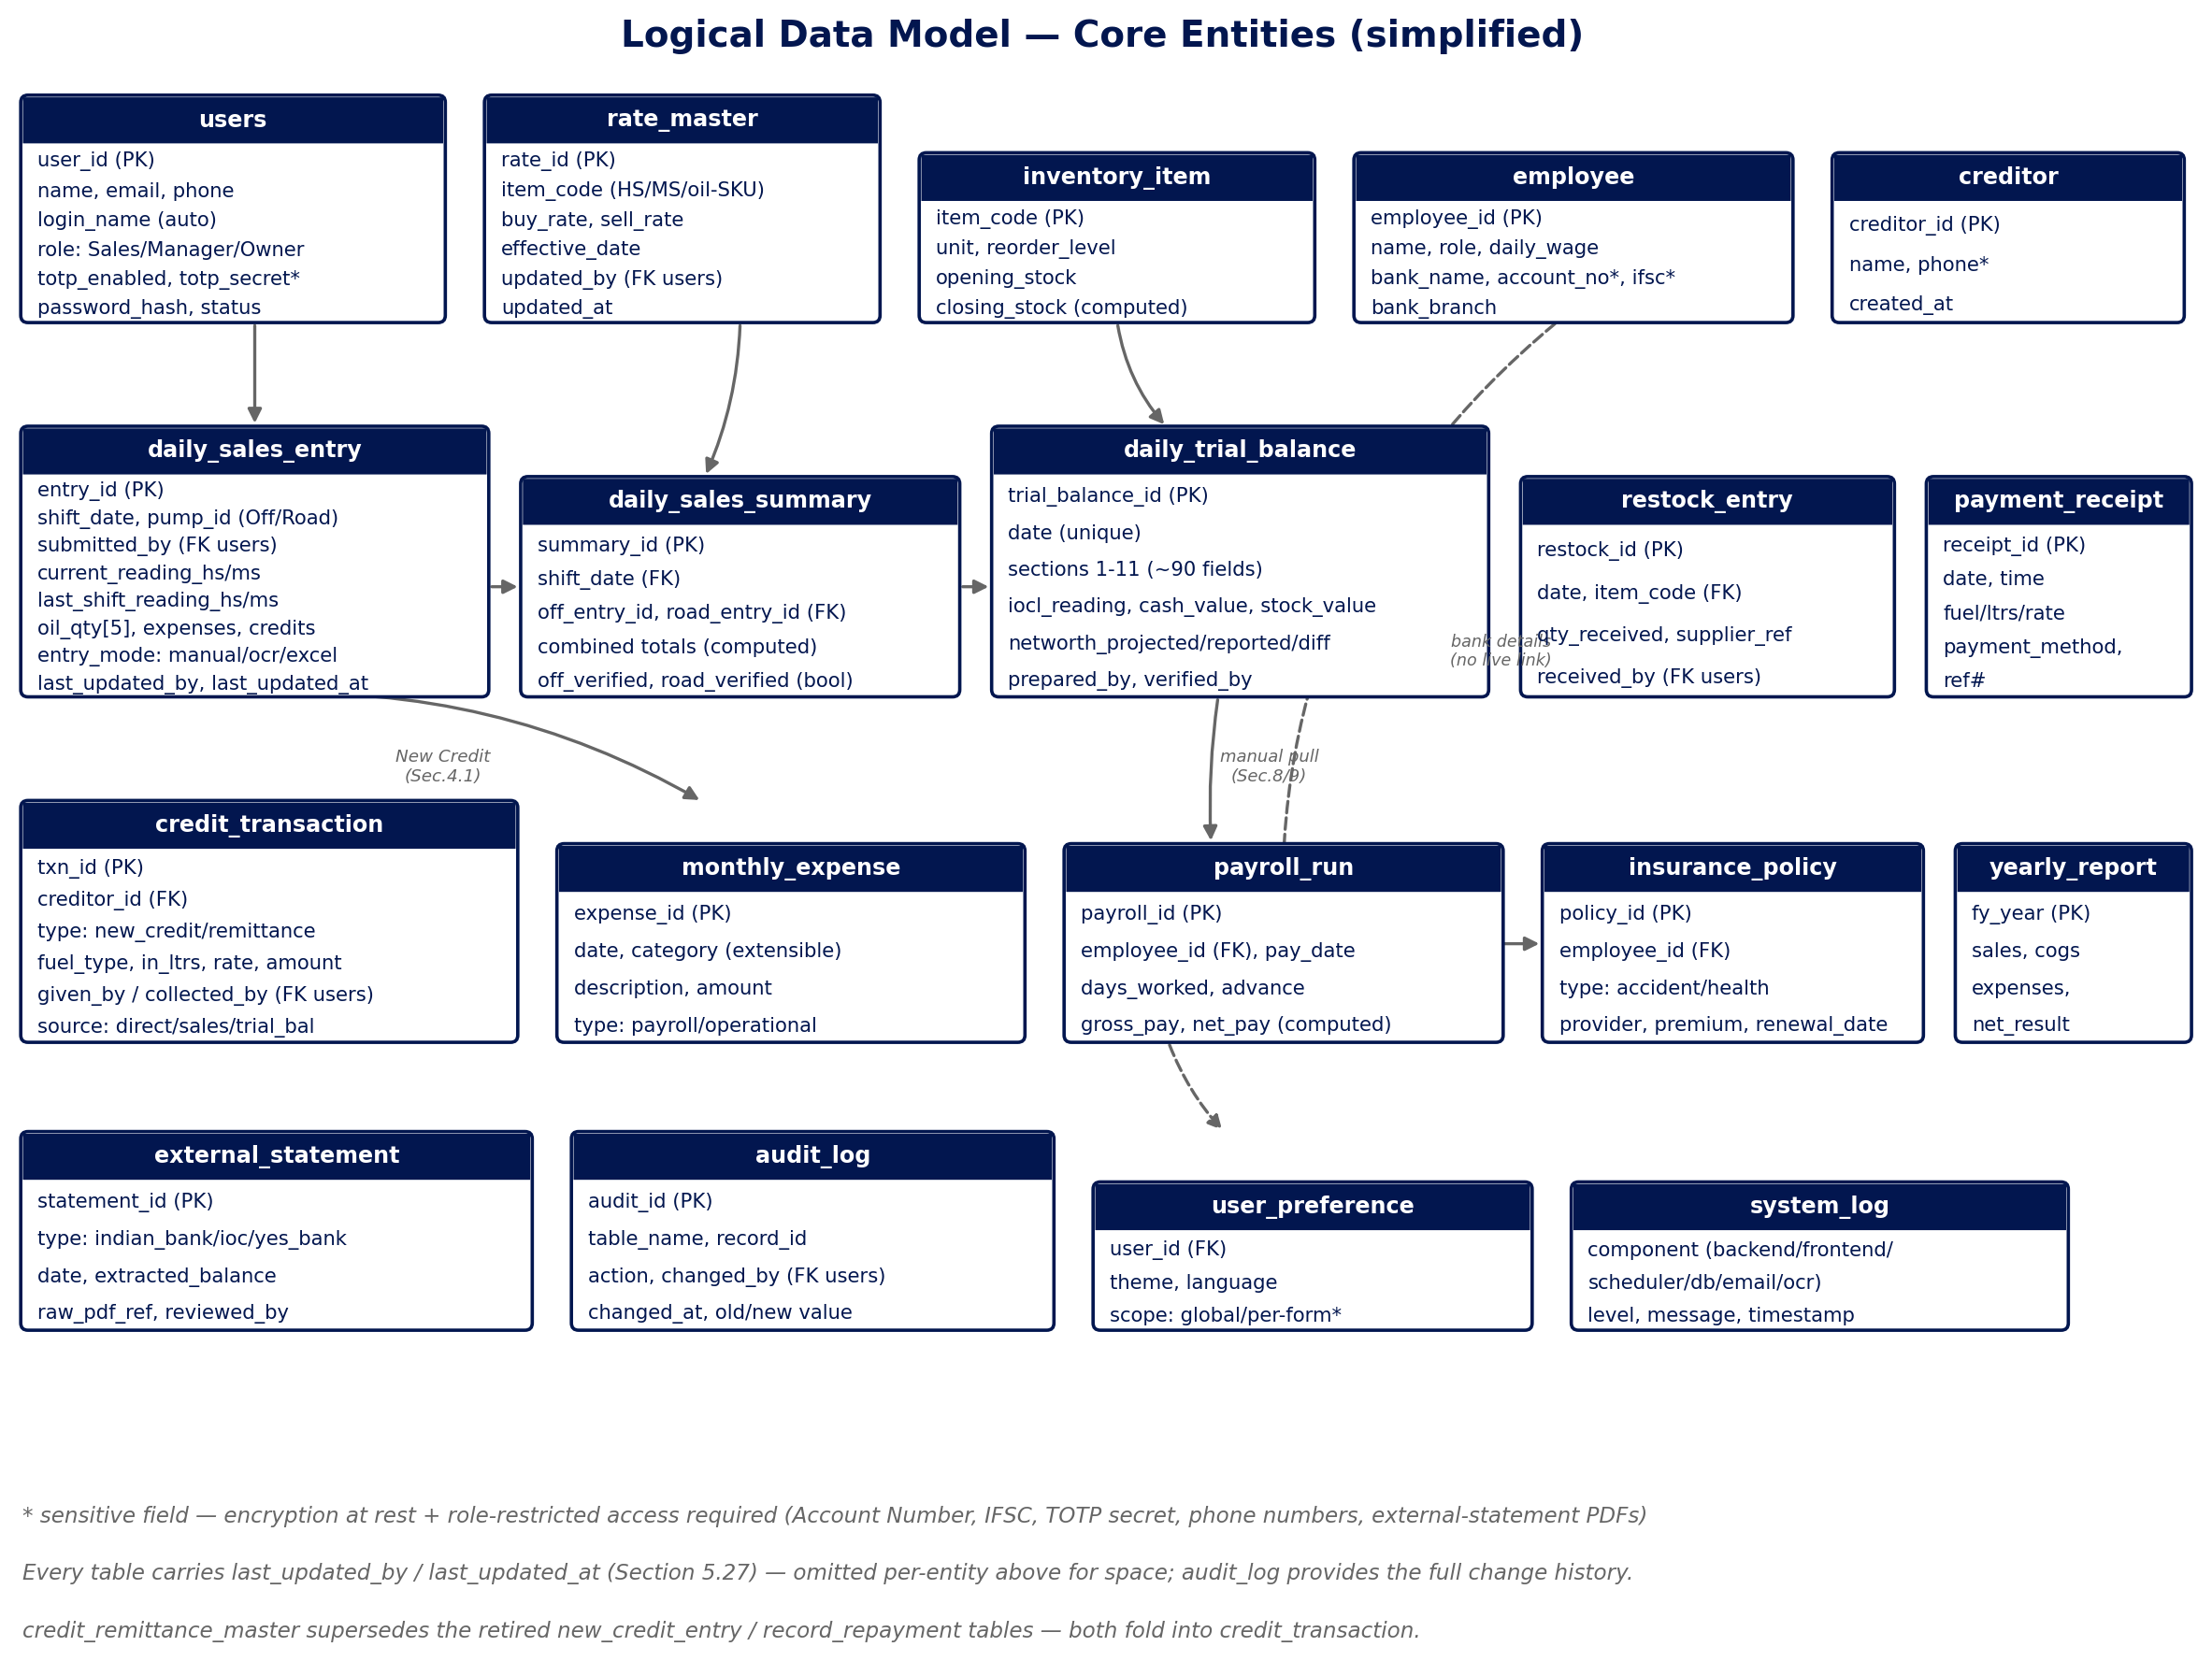 Logical Data Model — Core Entities (simplified)
users
user_id (PK)
name, email, phone
login_name (auto)
role: Sales/Manager/Owner
totp_enabled, totp_secret*
password_hash, status
rate_master
rate_id (PK)
item_code (HS/MS/oil-SKU)
buy_rate, sell_rate
effective_date
updated_by (FK users)
updated_at
inventory_item
item_code (PK)
unit, reorder_level
opening_stock
closing_stock (computed)
employee
employee_id (PK)
name, role, daily_wage
bank_name, account_no*, ifsc*
bank_branch
creditor
creditor_id (PK)
name, phone*
created_at
daily_sales_entry
entry_id (PK)
shift_date, pump_id (Off/Road)
submitted_by (FK users)
current_reading_hs/ms
last_shift_reading_hs/ms
oil_qty[5], expenses, credits
entry_mode: manual/ocr/excel
last_updated_by, last_updated_at
daily_sales_summary
summary_id (PK)
shift_date (FK)
off_entry_id, road_entry_id (FK)
combined totals (computed)
off_verified, road_verified (bool)
daily_trial_balance
trial_balance_id (PK)
date (unique)
sections 1-11 (~90 fields)
iocl_reading, cash_value, stock_value
networth_projected/reported/diff
prepared_by, verified_by
bank details
(no live link)
restock_entry
restock_id (PK)
date, item_code (FK)
qty_received, supplier_ref
received_by (FK users)
payment_receipt
receipt_id (PK)
date, time
fuel/ltrs/rate
payment_method,
ref#
New Credit
(Sec.4.1)
manual pull
(Sec.8/9)
credit_transaction
txn_id (PK)
creditor_id (FK)
type: new_credit/remittance
fuel_type, in_ltrs, rate, amount
given_by / collected_by (FK users)
source: direct/sales/trial_bal
monthly_expense
expense_id (PK)
date, category (extensible)
description, amount
type: payroll/operational
payroll_run
payroll_id (PK)
employee_id (FK), pay_date
days_worked, advance
gross_pay, net_pay (computed)
insurance_policy
policy_id (PK)
employee_id (FK)
type: accident/health
provider, premium, renewal_date
yearly_report
fy_year (PK)
sales, cogs
expenses,
net_result
external_statement
statement_id (PK)
type: indian_bank/ioc/yes_bank
date, extracted_balance
raw_pdf_ref, reviewed_by
audit_log
audit_id (PK)
table_name, record_id
action, changed_by (FK users)
changed_at, old/new value
user_preference
user_id (FK)
theme, language
scope: global/per-form*
system_log
component (backend/frontend/
scheduler/db/email/ocr)
level, message, timestamp
* sensitive field — encryption at rest + role-restricted access required (Account Number, IFSC, TOTP secret, phone numbers, external-statement PDFs)
Every table carries last_updated_by / last_updated_at (Section 5.27) — omitted per-entity above for space; audit_log provides the full change history.
credit_remittance_master supersedes the retired new_credit_entry / record_repayment tables — both fold into credit_transaction.